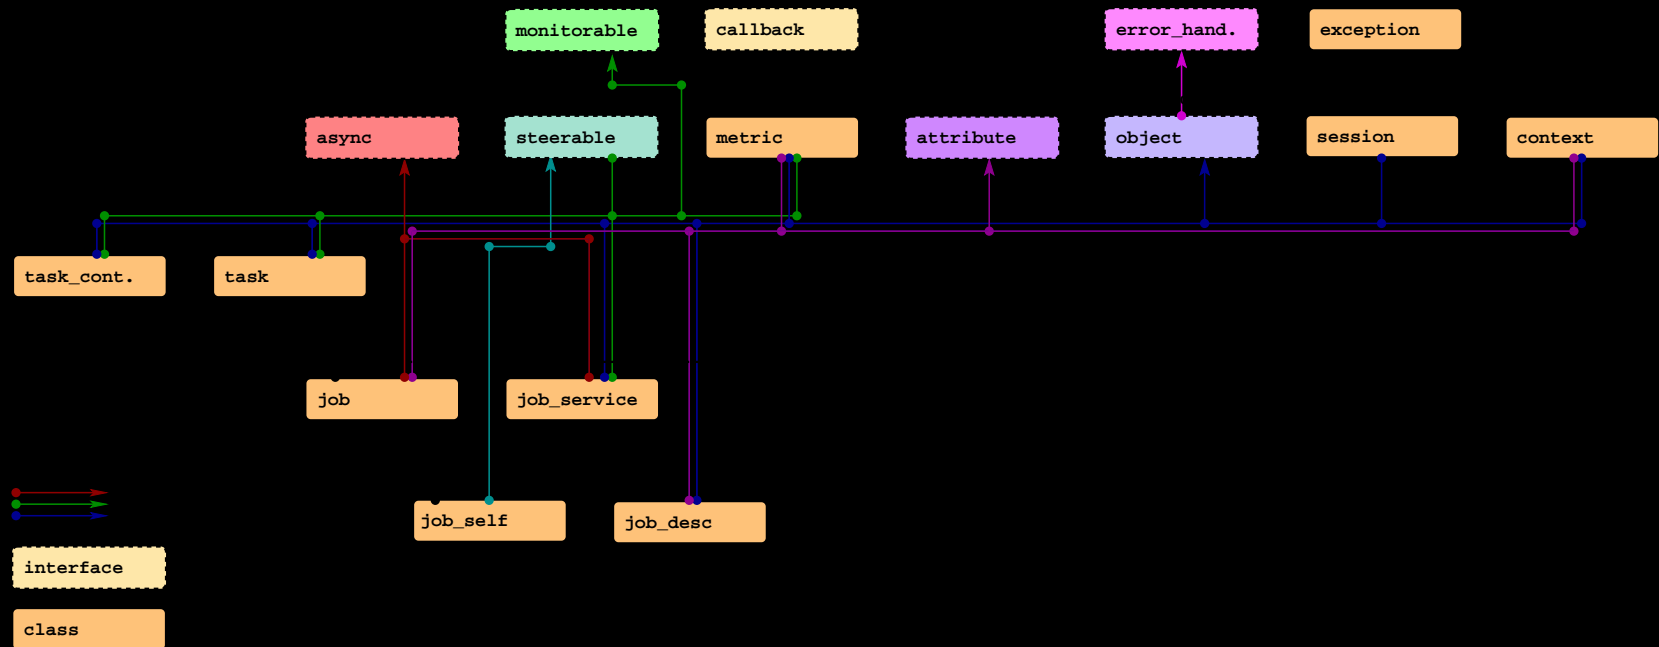 monitorable
callback
error_hand.
exception
async
steerable
metric
attribute
object
session
context
task_cont.
task
job
job_service
job_self
job_desc
interface
class